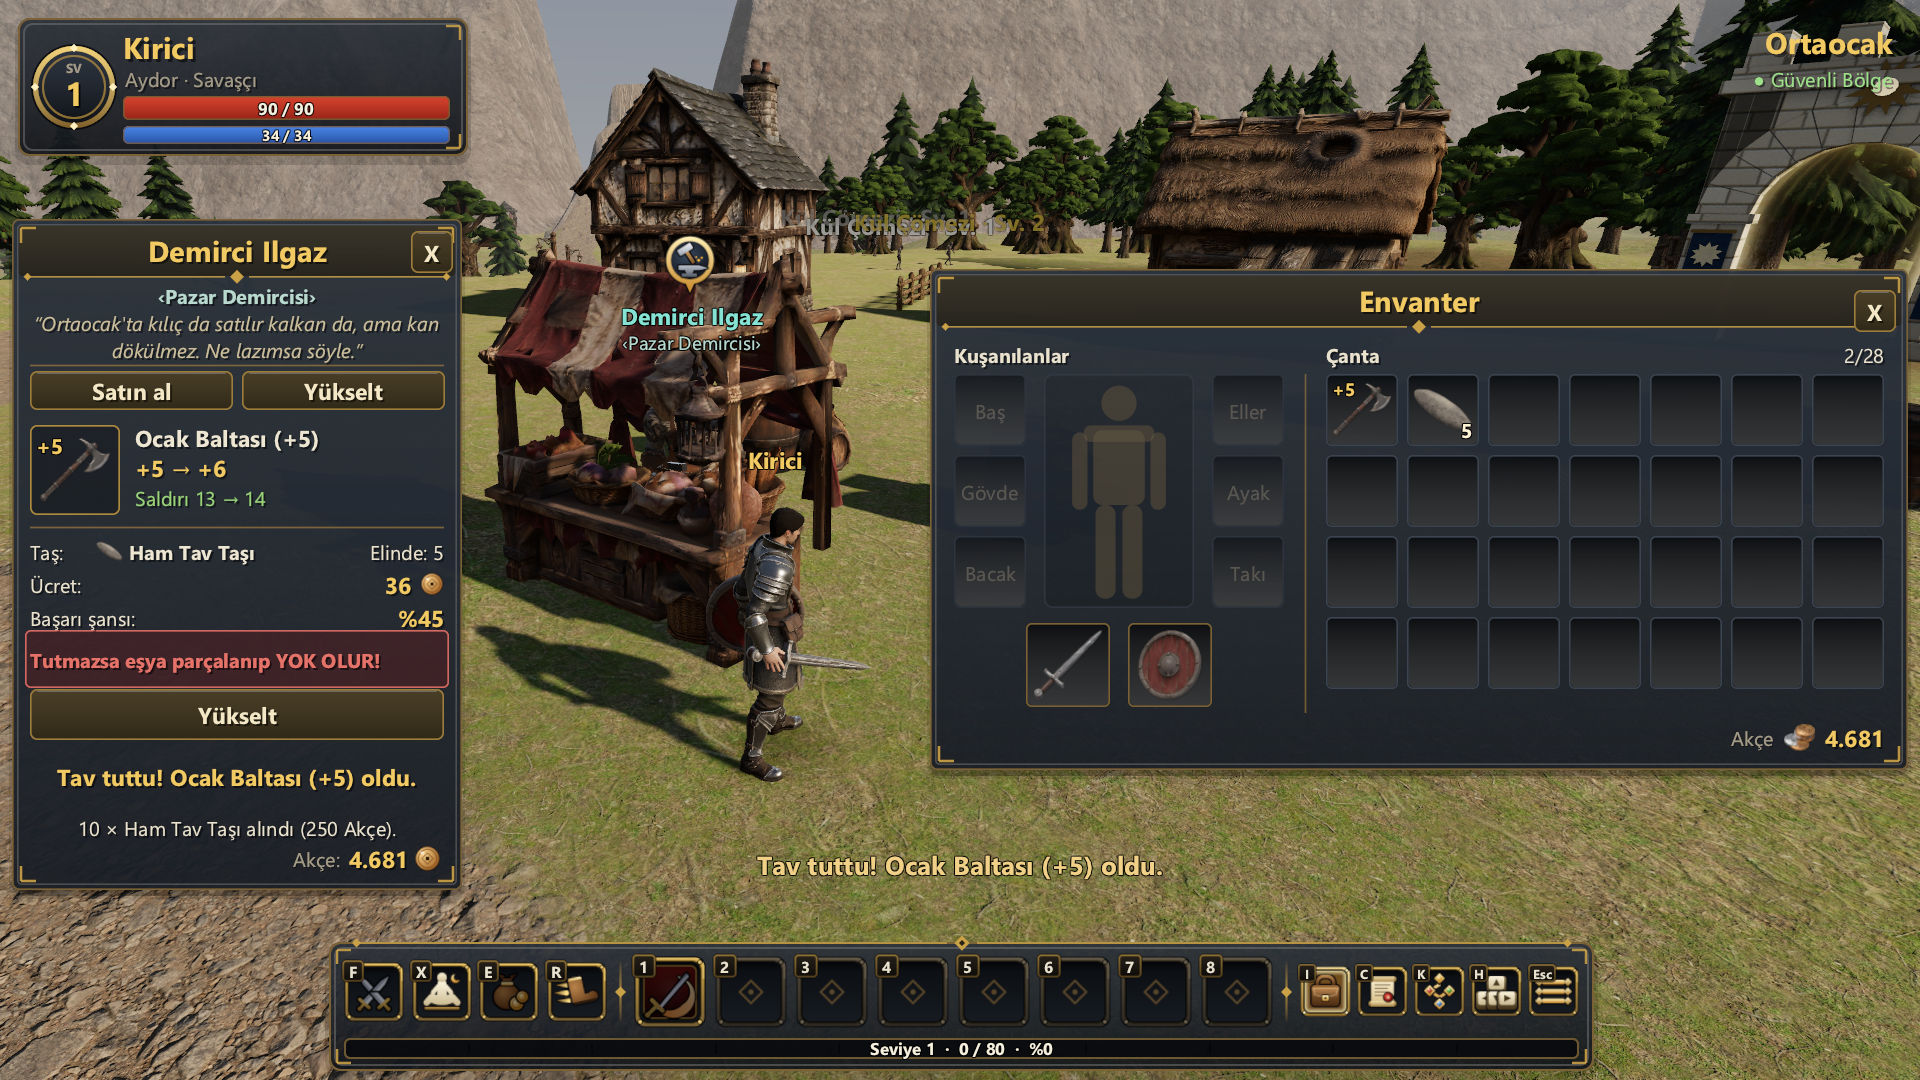 SV
1
Kirici
Aydor · Savaşçı
90 / 90
34 / 34
Ortaocak
Güvenli Bölge
Demirci Ilgaz
X
‹Pazar Demircisi›
“Ortaocak'ta kılıç da satılır kalkan da, ama kan
dökülmez. Ne lazımsa söyle.”
Satın al
Yükselt
+5
Ocak Baltası (+5)
+5 → +6
Saldırı 13 → 14
Taş:
Ham Tav Taşı
Elinde: 5
Ücret:
36
Başarı şansı:
%45
Tutmazsa eşya parçalanıp YOK OLUR!
Yükselt
Tav tuttu! Ocak Baltası (+5) oldu.
10 × Ham Tav Taşı alındı (250 Akçe).
Akçe: 4.681
Sv. 2
Demirci Ilgaz
‹Pazar Demircisi›
Kirici
Envanter
X
Kuşanılanlar
Baş
Eller
Gövde
Ayak
Bacak
Takı
Çanta
2/28
+5
5
Akçe
4.681
Tav tuttu! Ocak Baltası (+5) oldu.
F
X
E
R
1
2
3
4
5
6
7
8
I
C
K
H
Esc
Seviye 1 · 0 / 80 · %0